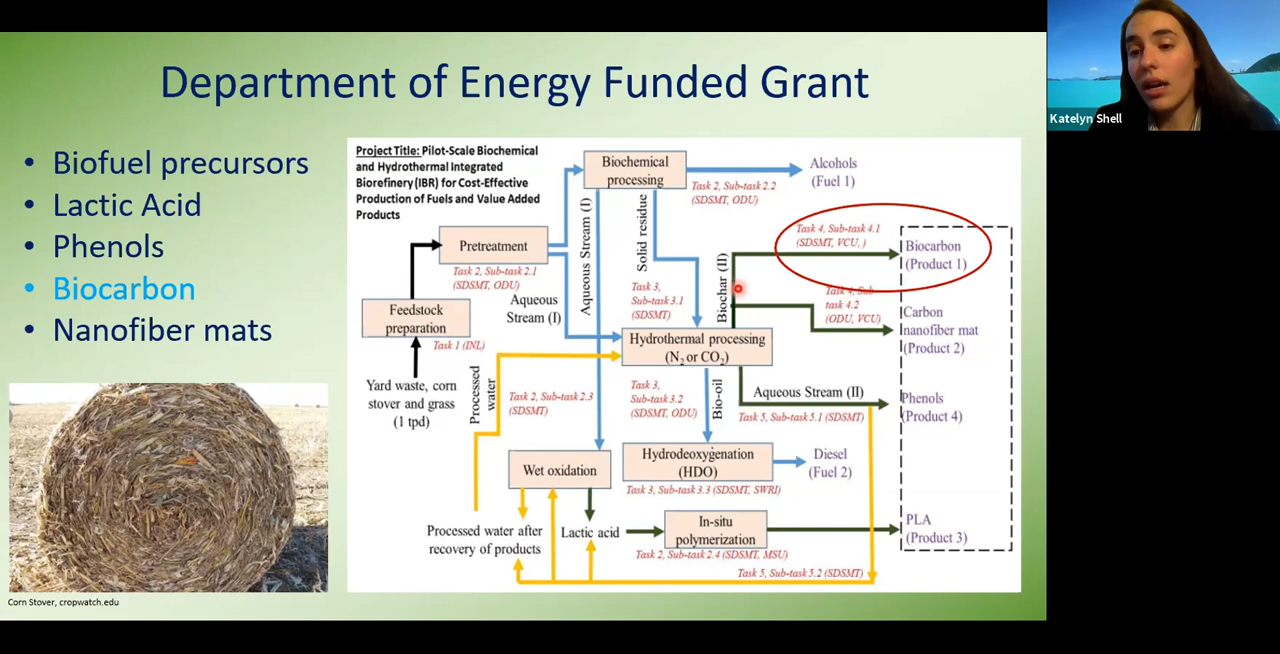 Department of Energy Funded Grant
• Biofuel precursors
• Lactic Acid
• Phenols
• Biocarbon
• Nanofiber mats
Corn Stover, cropwatch.edu
Project Title: Pilot-Scale Biochemical
and Hydrothermal Integrated
Biorefinery (IBR) for Cost-Effective
Production of Fuels and Value Added
Products
Biochemical
processing
Task 2, Sub-task 2.2
(SDSMT, ODU)
Alcohols
(Fuel 1)
Pretreatment
Task 2, Sub-task 2.1
(SDSMT, ODU)
Aqueous
Stream (I)
Aqueous Stream (I)
Solid residue
Task 3,
Sub-task 3.1
(SDSMT)
Biochar (II)
Task 4, Sub-task 4.1
(SDSMT, VCU, )
Biocarbon
(Product 1)
Task 4, Sub-task
4.2
(ODU, VCU)
Carbon
nanofiber mat
(Product 2)
Feedstock
preparation
Task 1 (INL)
Yard waste, corn
stover and grass
(1 tpd)
Hydrothermal processing
(N2 or CO2)
Processed
water
Task 2, Sub-task 2.3
(SDSMT)
Task 3,
Sub-task 3.2
(SDSMT, ODU)
Bio-oil
Aqueous Stream (II)
Task 5, Sub-task 5.1 (SDSMT)
Phenols
(Product 4)
Wet oxidation
Hydrodeoxygenation
(HDO)
Task 3, Sub-task 3.3 (SDSMT, SWRI)
Diesel
(Fuel 2)
Processed water after
recovery of products
Lactic acid
In-situ
polymerization
Task 2, Sub-task 2.4 (SDSMT, MSU)
PLA
(Product 3)
Task 5, Sub-task 5.2 (SDSMT)
Katelyn Shell